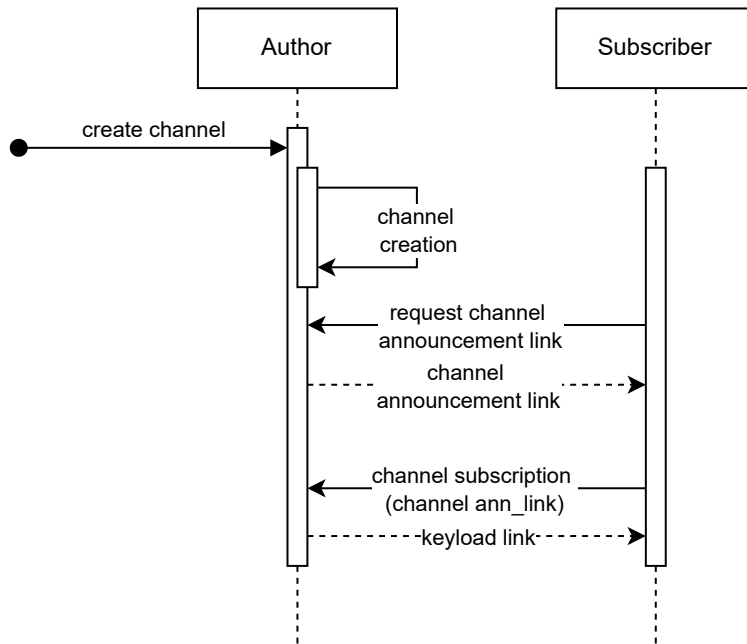 Author
Subscriber
create channel
channel
creation
request channel
announcement link
channel
announcement link
channel subscription
(channel ann_link)
keyload link